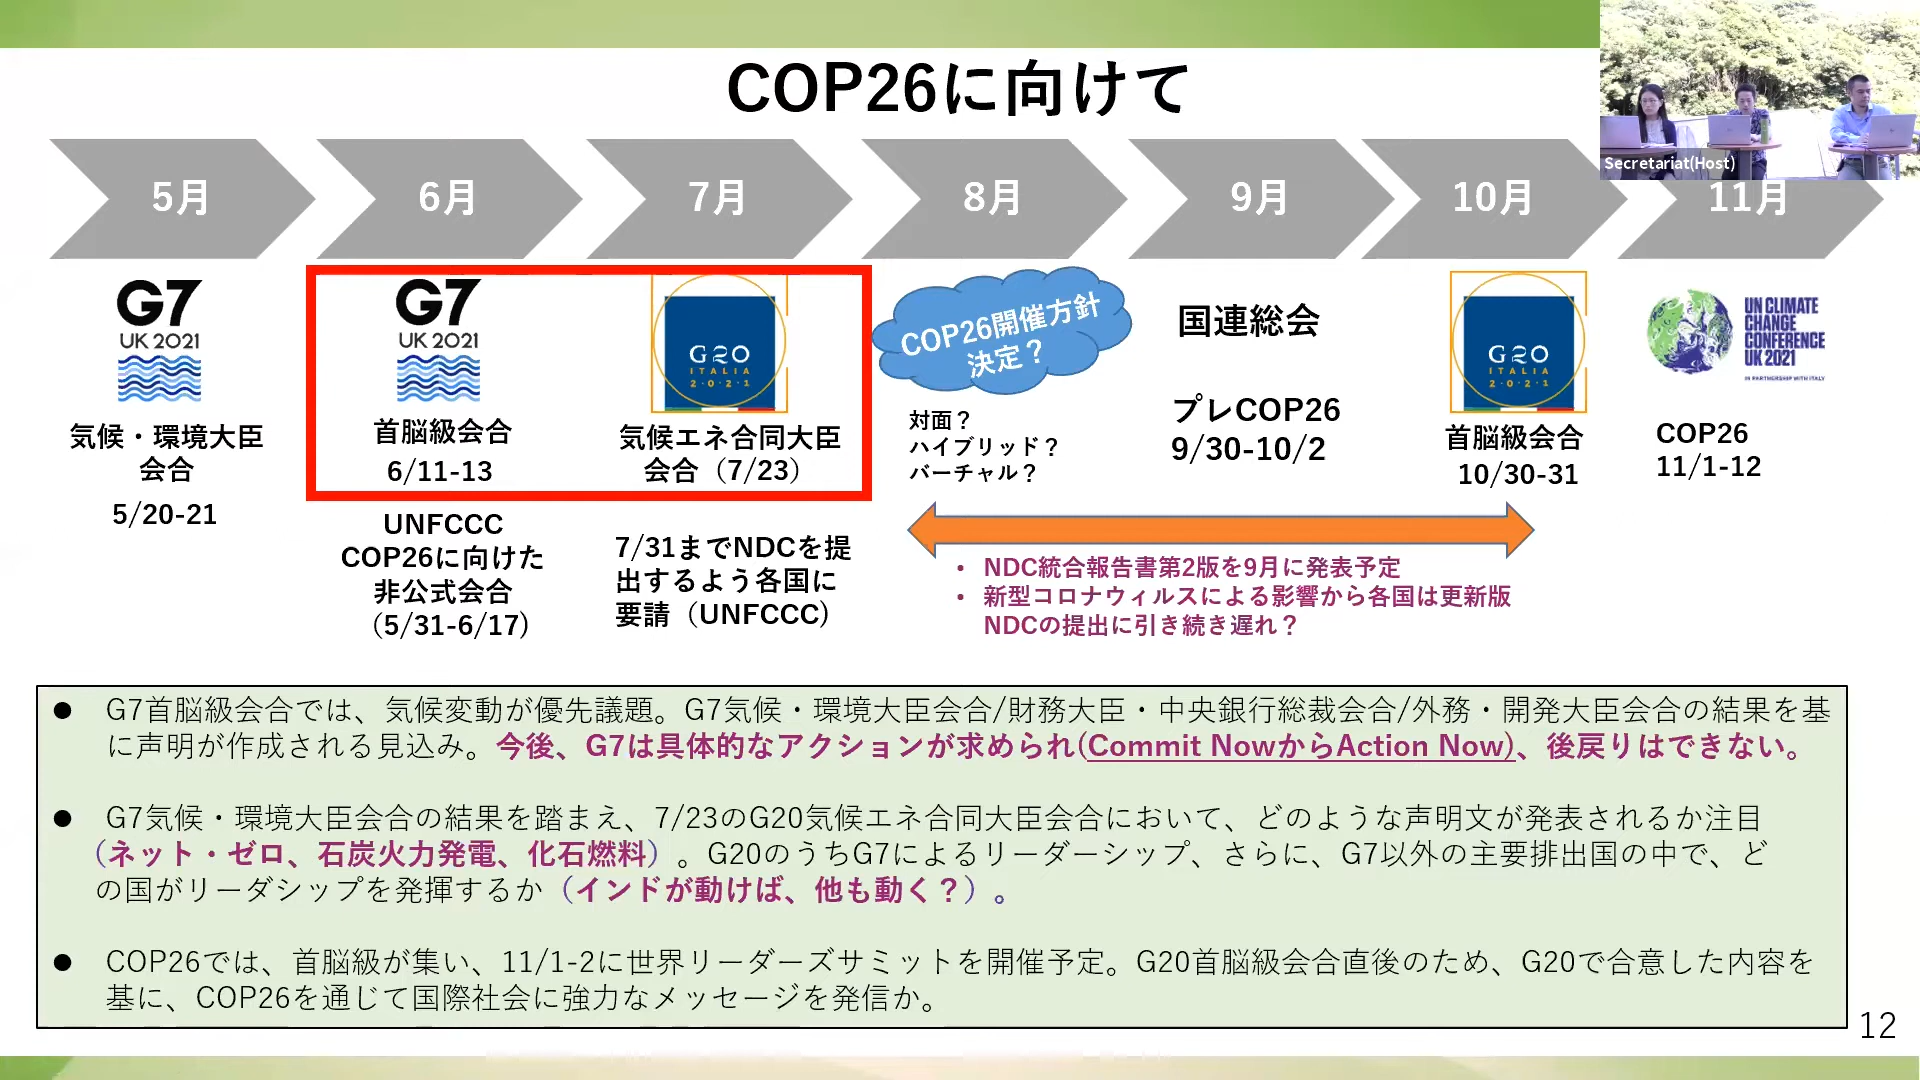 COP26に向けて
Secretariat(Host)
5月
6月
7月
8月
9月
10月
11月
G7
UK 2021
気候・環境大臣
会合
5/20-21
G7
UK 2021
首脳級会合
6/11-13
UNFCCC
COP26に向けた
非公式会合
（5/31-6/17）
G20
ITALIA
2·0·2·1
気候エネ合同大臣
会合（7/23）
7/31までNDCを提
出するよう各国に
要請（UNFCCC）
COP26開催方針
決定？
対面？
ハイブリッド？
バーチャル？
国連総会
プレCOP26
9/30-10/2
G20
ITALIA
2·0·2·1
首脳級会合
10/30-31
UN CLIMATE
CHANGE
CONFERENCE
UK 2021
IN PARTNERSHIP WITH ITALY
COP26
11/1-12
• NDC統合報告書第2版を9月に発表予定
• 新型コロナウィルスによる影響から各国は更新版
NDCの提出に引き続き遅れ？
● G7首脳級会合では、気候変動が優先議題。G7気候・環境大臣会合/財務大臣・中央銀行総裁会合/外務・開発大臣会合の結果を基
に声明が作成される見込み。今後、G7は具体的なアクションが求められ(Commit NowからAction Now)、後戻りはできない。
● G7気候・環境大臣会合の結果を踏まえ、7/23のG20気候エネ合同大臣会合において、どのような声明文が発表されるか注目
（ネット・ゼロ、石炭火力発電、化石燃料）。G20のうちG7によるリーダーシップ、さらに、G7以外の主要排出国の中で、ど
の国がリーダシップを発揮するか（インドが動けば、他も動く？）。
● COP26では、首脳級が集い、11/1-2に世界リーダーズサミットを開催予定。G20首脳級会合直後のため、G20で合意した内容を
基に、COP26を通じて国際社会に強力なメッセージを発信か。
12